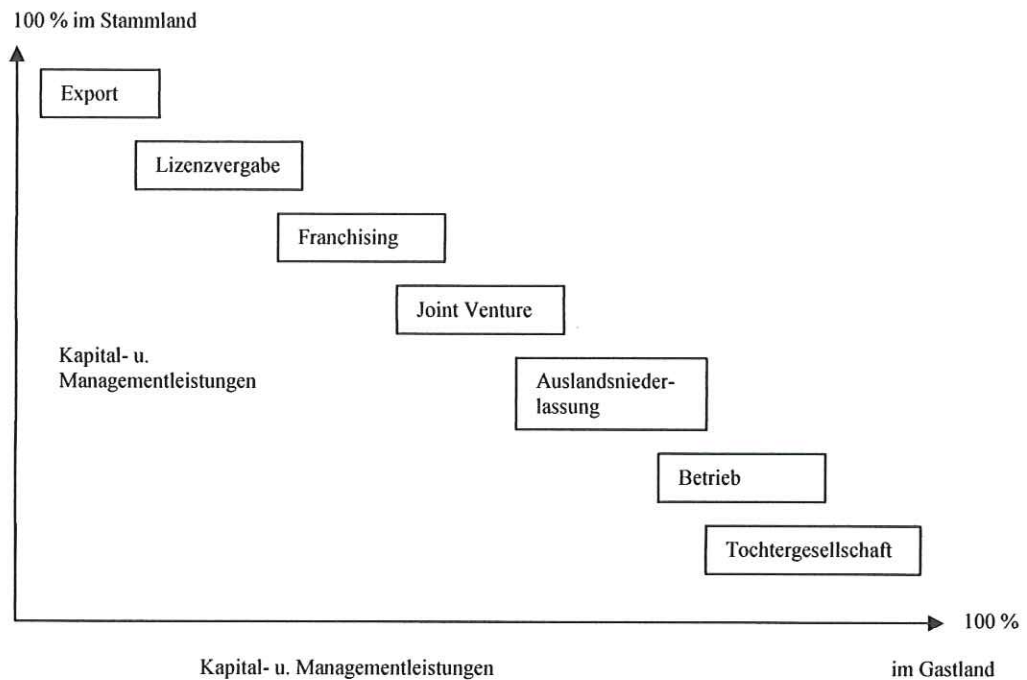 100 % im Stammland
Export
Lizenzvergabe
Franchising
Joint Venture
Kapital- u.
Managementleistungen
Auslandsnieder-
lassung
Betrieb
Tochtergesellschaft
100 %
Kapital- u. Managementleistungen
im Gastland